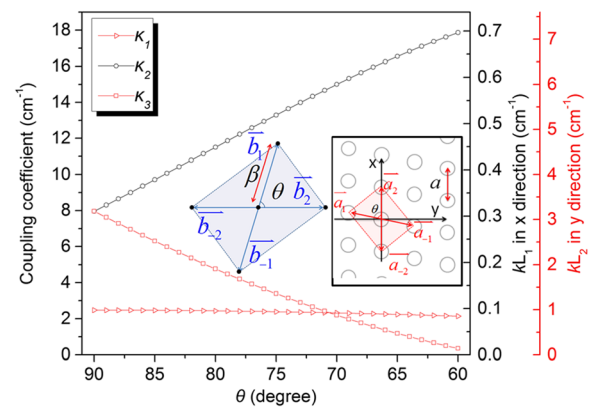 κ₁
κ₂
κ₃
18
16
14
12
10
8
6
4
2
0
Coupling coefficient (cm⁻¹)
90
85
80
75
70
65
60
θ (degree)
0.7
0.6
0.5
0.4
0.3
0.2
0.1
0.0
kL₁ in x direction (cm⁻¹)
7
6
5
4
3
2
1
0
kL₂ in y direction (cm⁻¹)
b₁
β
θ
b₂
b₋₂
b₋₁
x
a₂
a
a₁
θ
y
a₋₁
a₋₂